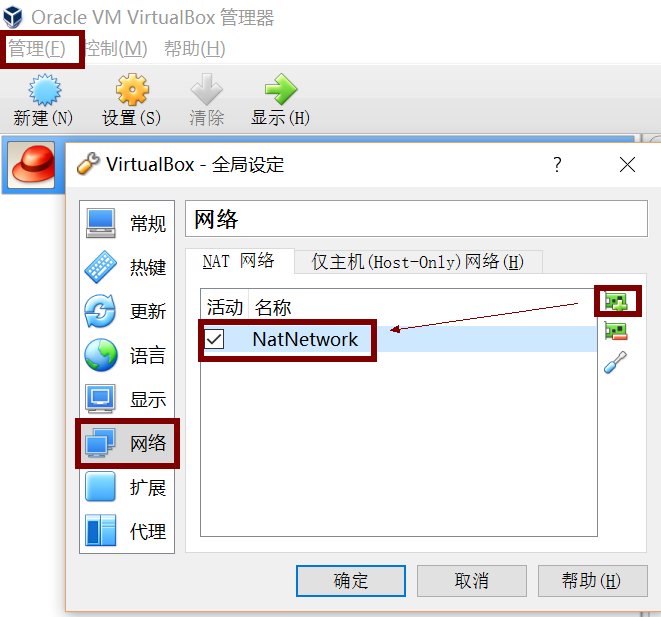 Oracle VM VirtualBox 管理器
管理(F) 控制(M) 帮助(H)
新建(N) 设置(S) 清除 显示(H)
VirtualBox - 全局设定 ?
常规
热键
更新
语言
显示
网络
扩展
代理
网络
NAT 网络 仅主机(Host-Only)网络(H)
活动 名称
NatNetwork
确定 取消 帮助(H)